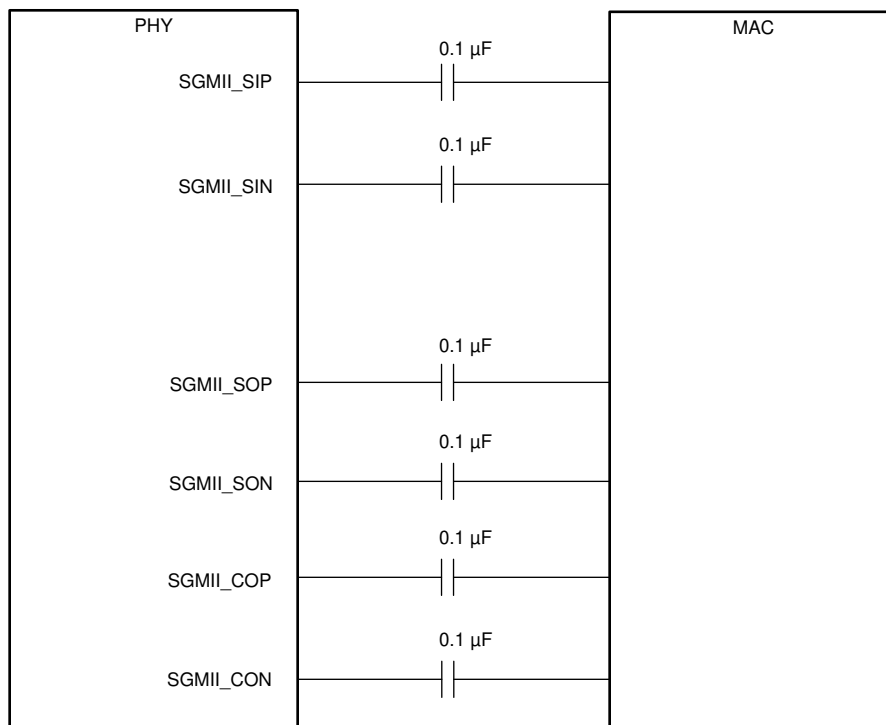 PHY
MAC
0.1 µF
SGMII_SIP
0.1 µF
SGMII_SIN
0.1 µF
SGMII_SOP
0.1 µF
SGMII_SON
0.1 µF
SGMII_COP
0.1 µF
SGMII_CON